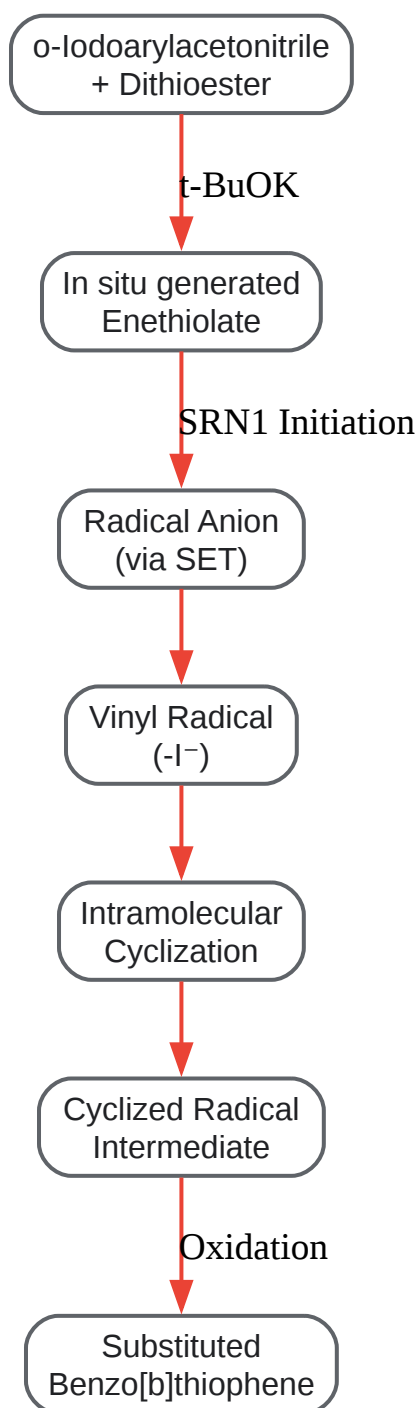 o-Iodoarylacetonitrile
+ Dithioester
t-BuOK
In situ generated
Enethiolate
SRN1 Initiation
Radical Anion
(via SET)
Vinyl Radical
(-I⁻)
Intramolecular
Cyclization
Cyclized Radical
Intermediate
Oxidation
Substituted
Benzo[b]thiophene